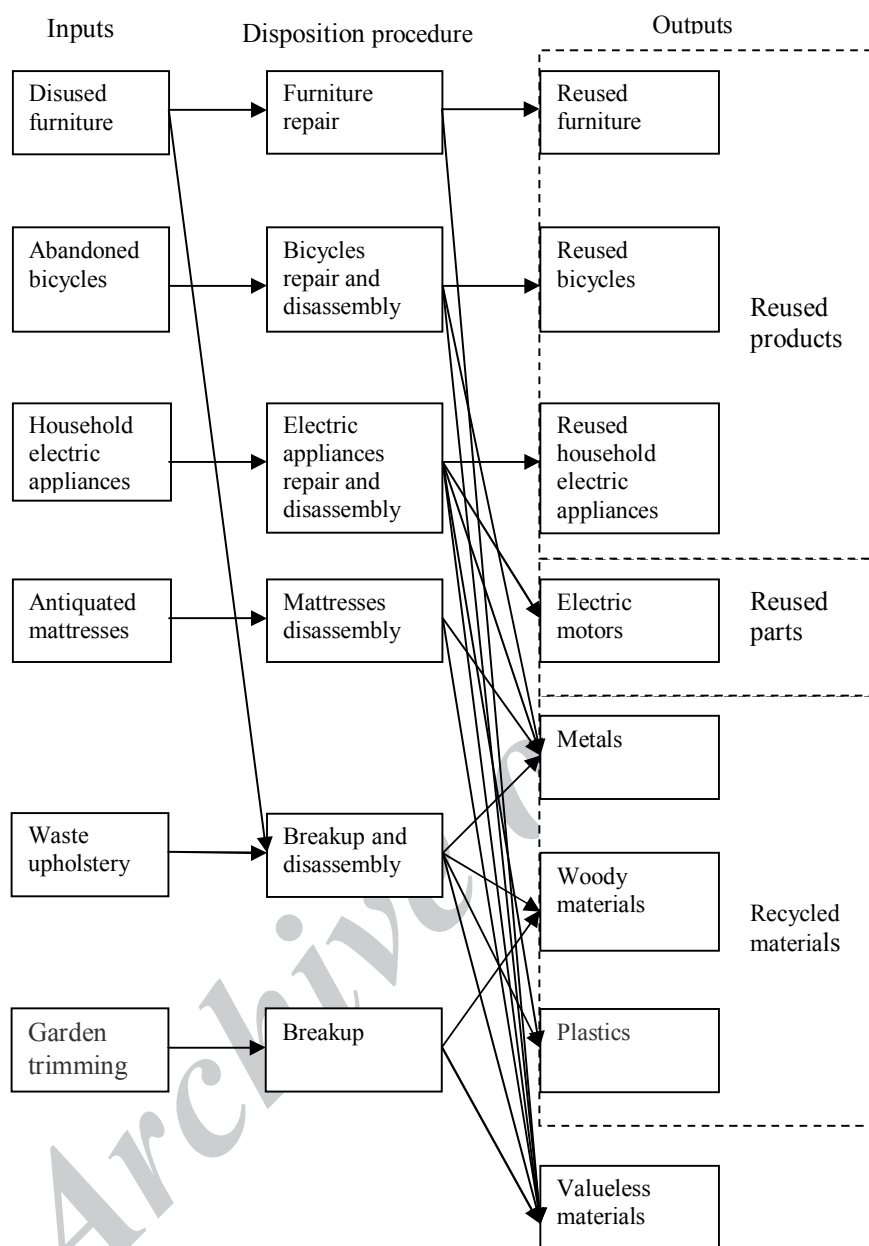 Inputs
Disposition procedure
Outputs
Disused
furniture
Furniture
repair
Reused
furniture
Abandoned
bicycles
Bicycles
repair and
disassembly
Reused
bicycles
Reused
products
Household
electric
appliances
Electric
appliances
repair and
disassembly
Reused
household
electric
appliances
Antiquated
mattresses
Mattresses
disassembly
Electric
motors
Reused
parts
Metals
Waste
upholstery
Breakup and
disassembly
Woody
materials
Recycled
materials
Garden
trimming
Breakup
Plastics
Valueless
materials
Archive o